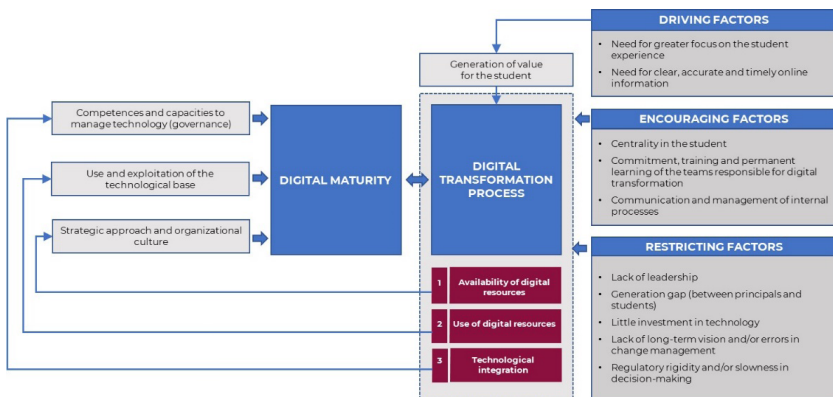 DRIVING FACTORS
• Need for greater focus on the student
experience
• Need for clear, accurate and timely online
information
Generation of value
for the student
Competences and capacities to
manage technology (governance)
Use and exploitation of the
technological base
Strategic approach and organizational
culture
DIGITAL MATURITY
DIGITAL
TRANSFORMATION
PROCESS
1 Availability of digital
resources
2 Use of digital resources
3 Technological
integration
ENCOURAGING FACTORS
• Centrality in the student
• Commitment, training and permanent
learning of the teams responsible for digital
transformation
• Communication and management of internal
processes
RESTRICTING FACTORS
• Lack of leadership
• Generation gap (between principals and
students)
• Little investment in technology
• Lack of long-term vision and/or errors in
change management
• Regulatory rigidity and/or slowness in
decision-making